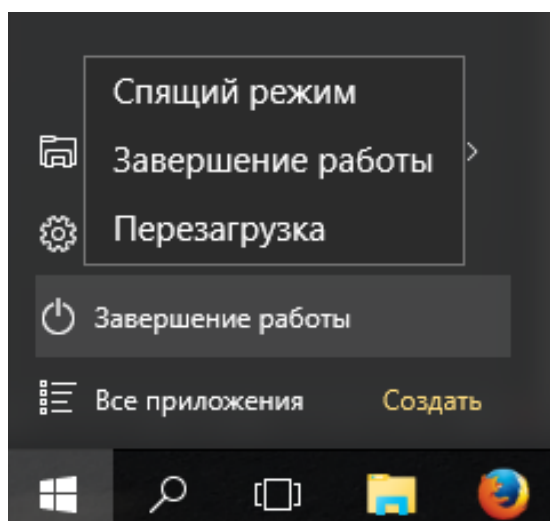 Спящий режим
Завершение работы
Перезагрузка
Завершение работы
Все приложения Создать